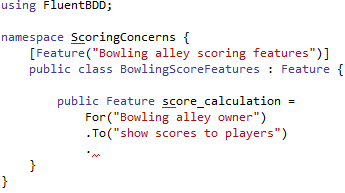 using FluentBDD;
namespace ScoringConcerns {
[Feature("Bowling alley scoring features")]
public class BowlingScoreFeatures : Feature {
public Feature score_calculation =
For("Bowling alley owner")
.To("show scores to players")
.
}
}